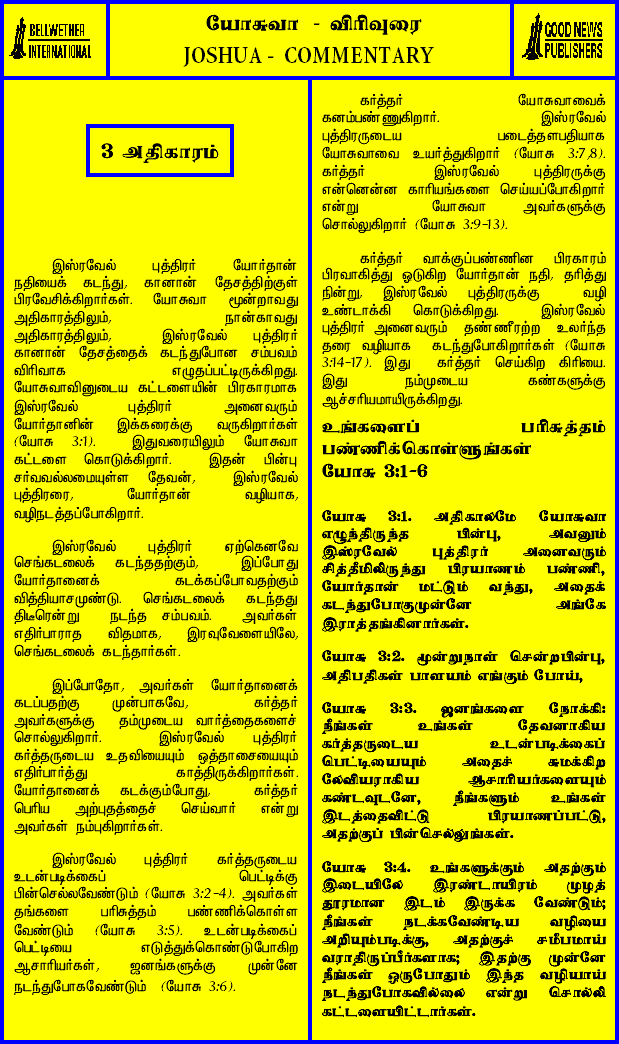 BELLWETHER
INTERNATIONAL
யோசுவா - விரிவுரை
JOSHUA - COMMENTARY
GOOD NEWS
PUBLISHERS
3 அதிகாரம்
இஸ்ரவேல் புத்திரர் யோர்தான்
நதியைக் கடந்து, கானான் தேசத்திற்குள்
பிரவேசிக்கிறார்கள். யோசுவா மூன்றாவது
அதிகாரத்திலும், நான்காவது
அதிகாரத்திலும், இஸ்ரவேல் புத்திரர்
கானான் தேசத்தைக் கடந்துபோன சம்பவம்
விரிவாக எழுதப்பட்டிருக்கிறது.
யோசுவாவினுடைய கட்டளையின் பிரகாரமாக
இஸ்ரவேல் புத்திரர் அனைவரும்
யோர்தானின் இக்கரைக்கு வருகிறார்கள்
(யோசு 3:1). இதுவரையிலும் யோசுவா
கட்டளை கொடுக்கிறார். இதன் பின்பு
சர்வவல்லமையுள்ள தேவன், இஸ்ரவேல்
புத்திரரை, யோர்தான் வழியாக,
வழிநடத்தப்போகிறார்.
இஸ்ரவேல் புத்திரர் ஏற்கெனவே
செங்கடலைக் கடந்ததற்கும், இப்போது
யோர்தானைக் கடக்கப்போவதற்கும்
வித்தியாசமுண்டு. செங்கடலைக் கடந்தது
திடீரென்று நடந்த சம்பவம். அவர்கள்
எதிர்பாராத விதமாக, இரவுவேளையிலே,
செங்கடலைக் கடந்தார்கள்.
இப்போதோ, அவர்கள் யோர்தானைக்
கடப்பதற்கு முன்பாகவே, கர்த்தர்
அவர்களுக்கு தம்முடைய வார்த்தைகளைச்
சொல்லுகிறார். இஸ்ரவேல் புத்திரர்
கர்த்தருடைய உதவியையும் ஒத்தாசையையும்
எதிர்பார்த்து காத்திருக்கிறார்கள்.
யோர்தானைக் கடக்கும்போது, கர்த்தர்
பெரிய அற்புதத்தைச் செய்வார் என்று
அவர்கள் நம்புகிறார்கள்.
இஸ்ரவேல் புத்திரர் கர்த்தருடைய
உடன்படிக்கைப் பெட்டிக்கு
பின்செல்லவேண்டும் (யோசு 3:2-4). அவர்கள்
தங்களை பரிசுத்தம் பண்ணிக்கொள்ள
வேண்டும் (யோசு 3:5). உடன்படிக்கைப்
பெட்டியை எடுத்துக்கொண்டுபோகிற
ஆசாரியர்கள், ஜனங்களுக்கு முன்னே
நடந்துபோகவேண்டும் (யோசு 3:6).
கர்த்தர் யோசுவாவைக்
கனம்பண்ணுகிறார். இஸ்ரவேல்
புத்திரருடைய படைத்தளபதியாக
யோசுவாவை உயர்த்துகிறார் (யோசு 3:7,8).
கர்த்தர் இஸ்ரவேல் புத்திரருக்கு
என்னென்ன காரியங்களை செய்யப்போகிறார்
என்று யோசுவா அவர்களுக்கு
சொல்லுகிறார் (யோசு 3:9-13).
கர்த்தர் வாக்குப்பண்ணின பிரகாரம்
பிரவாகித்து ஓடுகிற யோர்தான் நதி, தரித்து
நின்று, இஸ்ரவேல் புத்திரருக்கு வழி
உண்டாக்கி கொடுக்கிறது. இஸ்ரவேல்
புத்திரர் அனைவரும் தண்ணீரற்ற உலர்ந்த
தரை வழியாக கடந்துபோகிறார்கள் (யோசு
3:14-17). இது கர்த்தர் செய்கிற கிரியை.
இது நம்முடைய கண்களுக்கு
ஆச்சரியமாயிருக்கிறது.
உங்களைப் பரிசுத்தம்
பண்ணிக்கொள்ளுங்கள்
யோசு 3:1-6
யோசு 3:1. அதிகாலமே யோசுவா
எழுந்திருந்த பின்பு, அவனும்
இஸ்ரவேல் புத்திரர் அனைவரும்
சித்தீமிலிருந்து பிரயாணம் பண்ணி,
யோர்தான் மட்டும் வந்து, அதைக்
கடந்துபோகுமுன்னே அங்கே
இராத்தங்கினார்கள்.
யோசு 3:2. மூன்றுநாள் சென்றபின்பு,
அதிபதிகள் பாளயம் எங்கும் போய்,
யோசு 3:3. ஜனங்களை நோக்கி:
நீங்கள் உங்கள் தேவனாகிய
கர்த்தருடைய உடன்படிக்கைப்
பெட்டியையும் அதைச் சுமக்கிற
லேவியராகிய ஆசாரியர்களையும்
கண்டவுடனே, நீங்களும் உங்கள்
இடத்தைவிட்டு பிரயாணப்பட்டு,
அதற்குப் பின்செல்லுங்கள்.
யோசு 3:4. உங்களுக்கும் அதற்கும்
இடையிலே இரண்டாயிரம் முழத்
தூரமான இடம் இருக்க வேண்டும்;
நீங்கள் நடக்கவேண்டிய வழியை
அறியும்படிக்கு, அதற்குச் சமீபமாய்
வராதிருப்பீர்களாக; இதற்கு முன்னே
நீங்கள் ஒருபோதும் இந்த வழியாய்
நடந்துபோகவில்லை என்று சொல்லி
கட்டளையிட்டார்கள்.